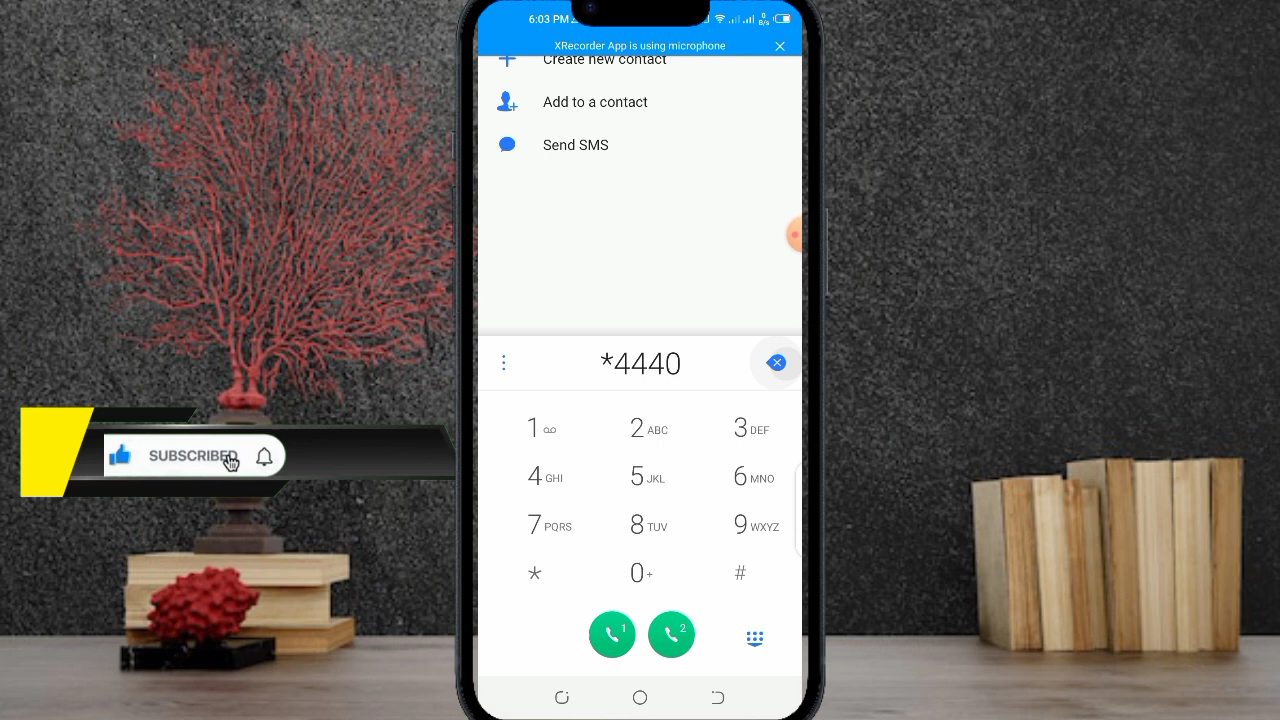 6:03 PM
0
B/s
XRecorder App is using microphone
Create new contact
Add to a contact
Send SMS
*4440
1
2 ABC
3 DEF
4 GHI
5 JKL
6 MNO
7 PQRS
8 TUV
9 WXYZ
* 0 + #
1 2
SUBSCRIBED